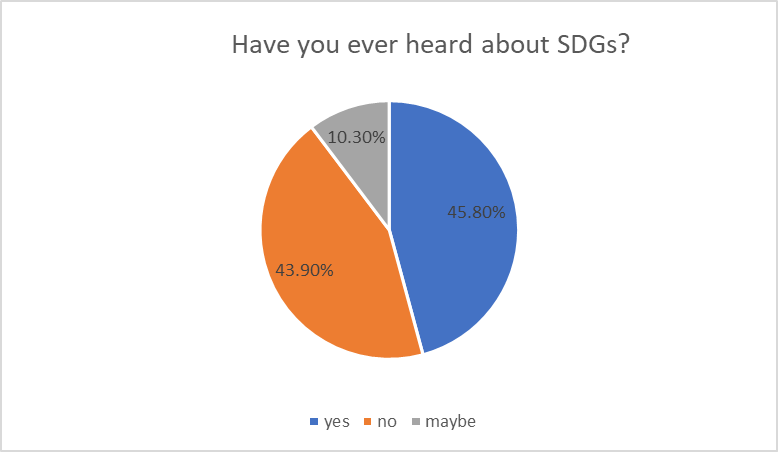 Have you ever heard about SDGs?
10.30%
45.80%
43.90%
yes no maybe